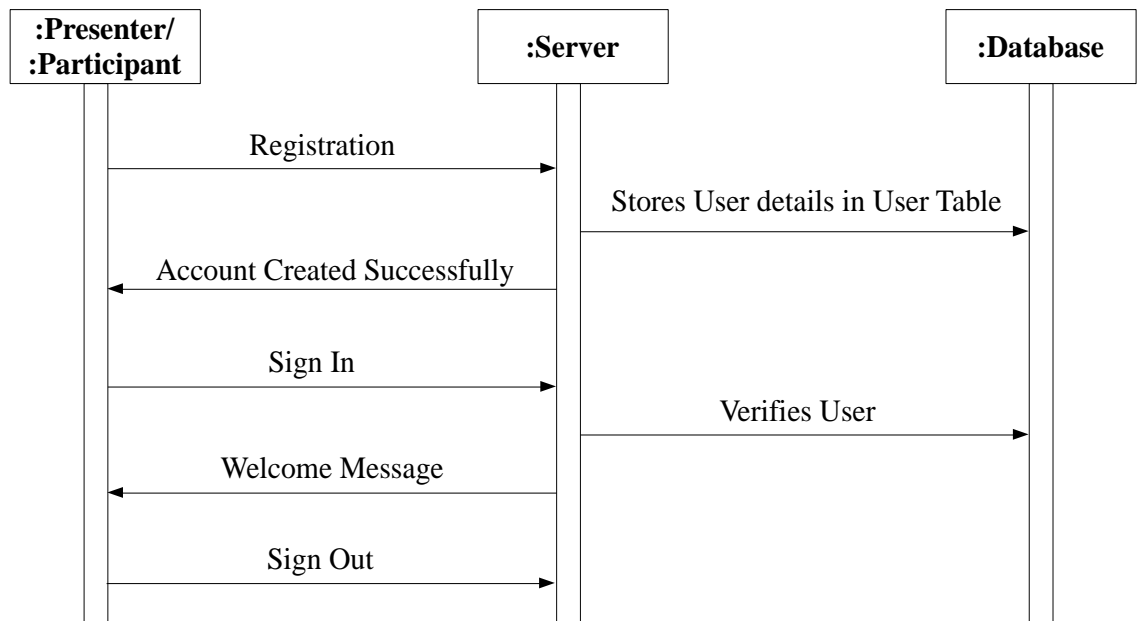 :Presenter/
:Participant
:Server
:Database
Registration
Stores User details in User Table
Account Created Successfully
Sign In
Verifies User
Welcome Message
Sign Out